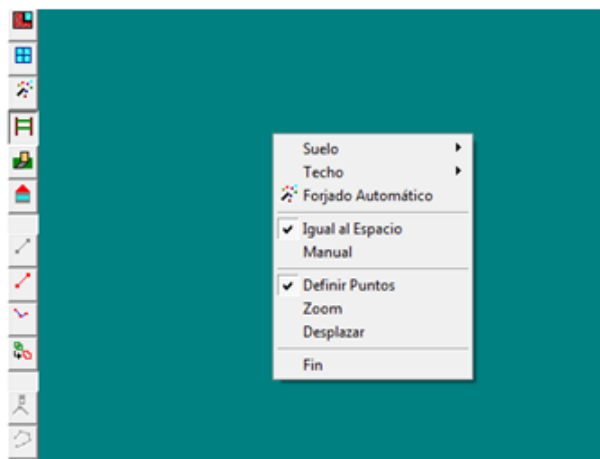 Suelo
Techo
Forjado Automático
Igual al Espacio
Manual
Definir Puntos
Zoom
Desplazar
Fin